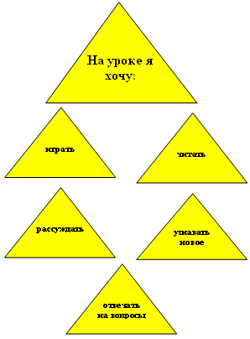 На уроке я
хочу:
играть
читать
рассуждать
узнавать
новое
отвечать
на вопросы